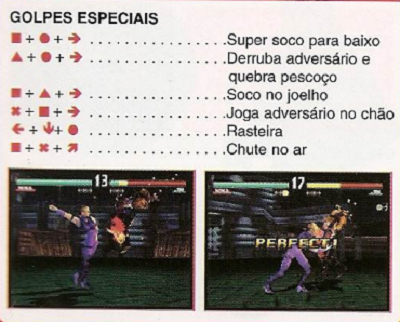 GOLPES ESPECIAIS
■ + ● + → .................. Super soco para baixo
▲ + ● + → .................. Derruba adversário e
quebra pescoço
■ + ▲ + → .................. Soco no joelho
✖ + ■ + → .................. Joga adversário no chão
← + ↓ + ● .................. Rasteira
■ + ✖ + ↗ .................. Chute no ar
13
17
PERFECT!